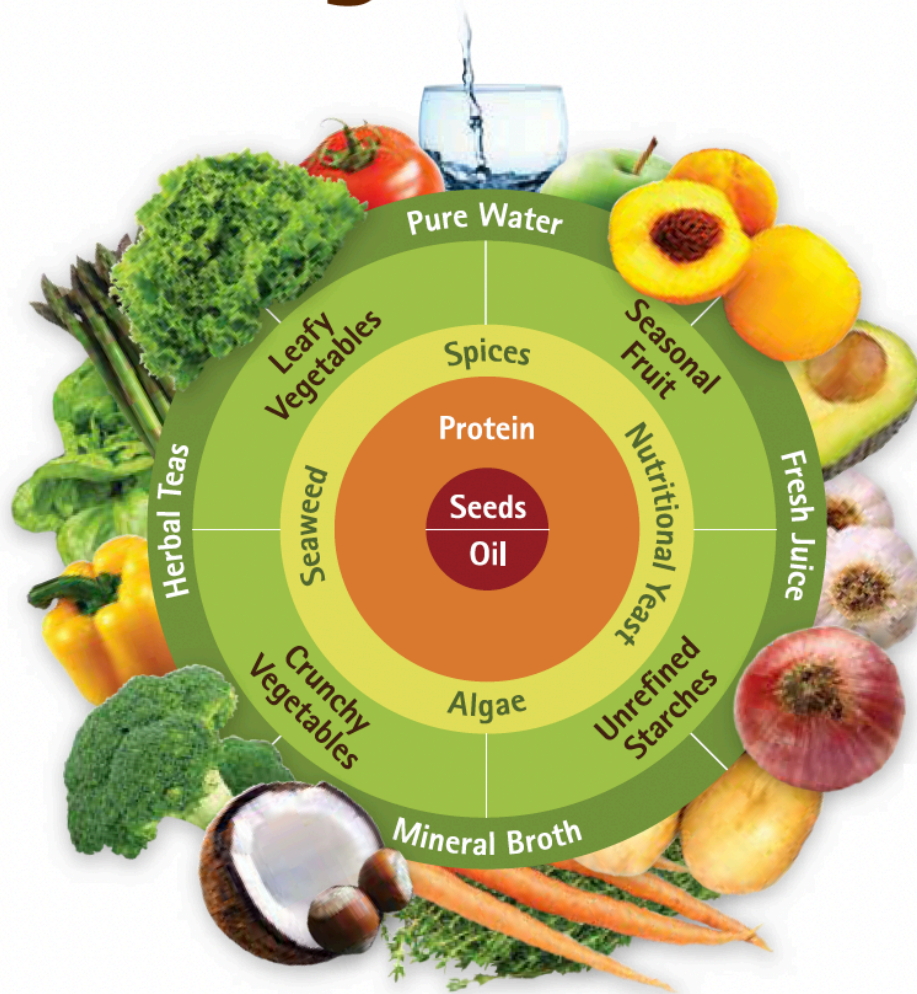 Pure Water
Leafy
Vegetables
Seasonal
Fruit
Spices
Protein
Seeds
Oil
Herbal Teas
Seaweed
Nutritional Yeast
Fresh Juice
Crunchy
Vegetables
Algae
Unrefined
Starches
Mineral Broth